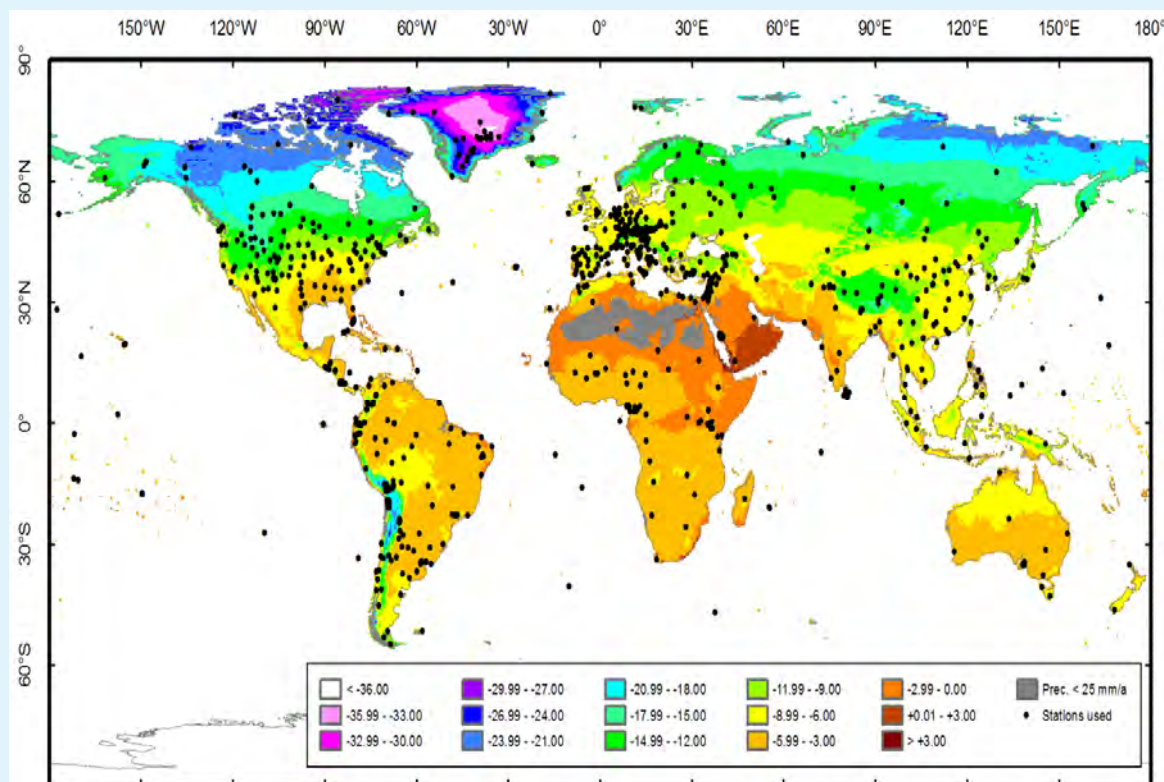 150°W 120°W 90°W 60°W 30°W 0° 30°E 60°E 90°E 120°E 150°E 180°
90°
60°N
30°N
0°
30°S
60°S
< -36.00 -29.99 - -27.00 -20.99 - -18.00 -11.99 - -9.00 -2.99 - 0.00 Prec. < 25 mm/a
-35.99 - -33.00 -26.99 - -24.00 -17.99 - -15.00 -8.99 - -6.00 +0.01 - +3.00 Stations used
-32.99 - -30.00 -23.99 - -21.00 -14.99 - -12.00 -5.99 - -3.00 > +3.00